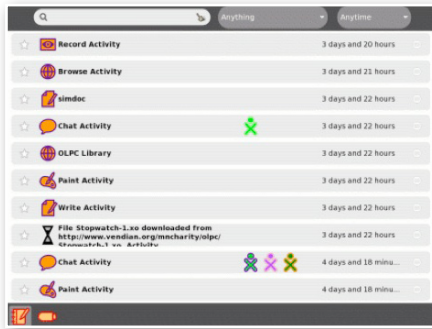 Anything Anytime
Record Activity 3 days and 20 hours
Browse Activity 3 days and 21 hours
simdoc 3 days and 22 hours
Chat Activity 3 days and 22 hours
OLPC Library 3 days and 22 hours
Paint Activity 3 days and 22 hours
Write Activity 3 days and 22 hours
File Stopwatch-1.xo downloaded from
http://www.vendian.org/mncharity/olpc/ 3 days and 22 hours
Stopwatch-1.xo. Activity
Chat Activity 4 days and 18 minu...
Paint Activity 4 days and 18 minu...